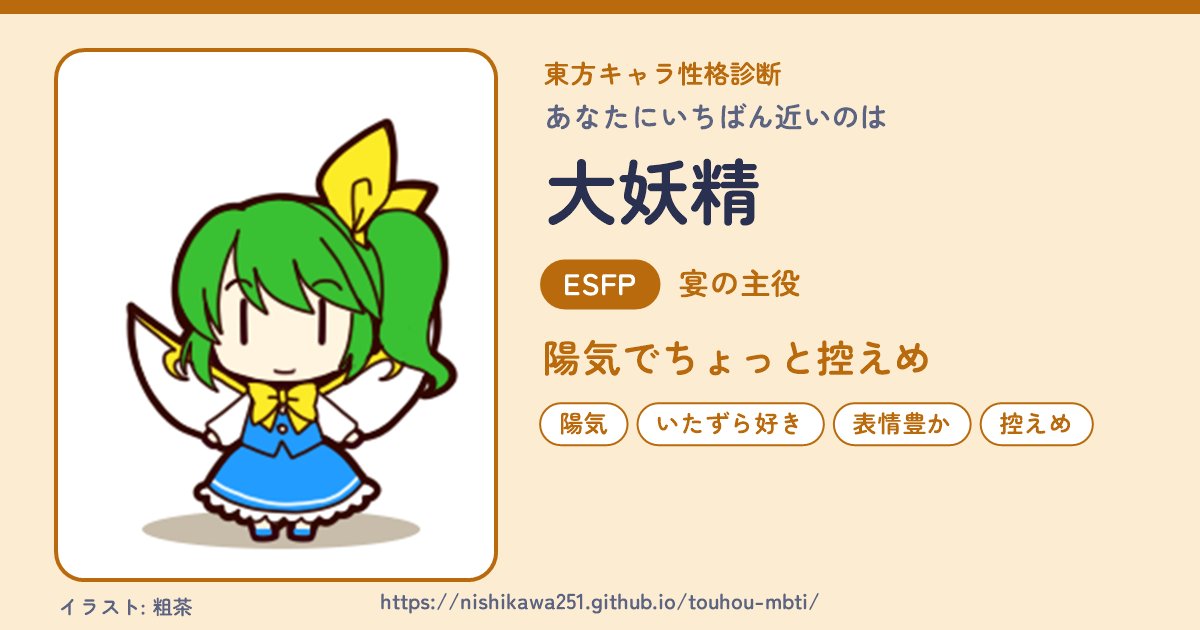 東方キャラ性格診断
あなたにいちばん近いのは
大妖精
ESFP 宴の主役
陽気でちょっと控えめ
陽気 いたずら好き 表情豊か 控えめ
イラスト: 粗茶
https://nishikawa251.github.io/touhou-mbti/